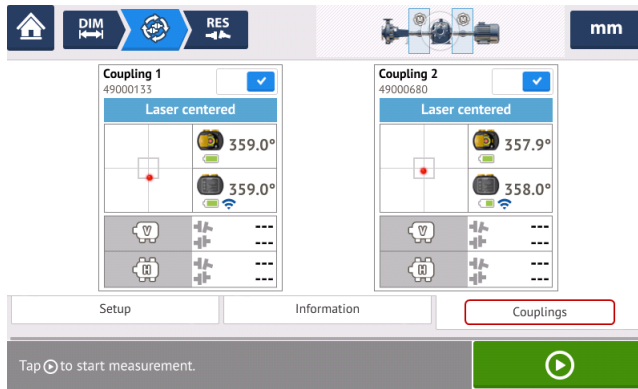 DIM
RES
mm
Coupling 1
49000133
Laser centered
359.0°
359.0°
V
---
---
H
---
---
Coupling 2
49000680
Laser centered
357.9°
358.0°
V
---
---
H
---
---
Setup
Information
Couplings
Tap to start measurement.